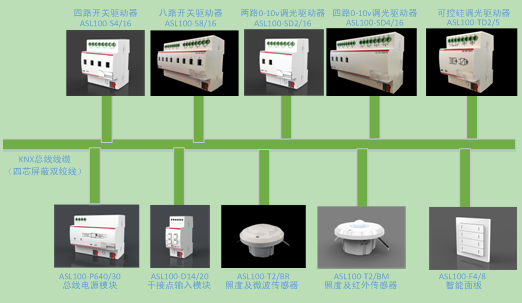 四路开关驱动器
ASL100-S4/16
八路开关驱动器
ASL100-S8/16
两路0-10v调光驱动器
ASL100-SD2/16
四路0-10v调光驱动器
ASL100-SD4/16
可控硅调光驱动器
ASL100-TD2/5
KNX总线线缆
（四芯屏蔽双绞线）
ASL100-P640/30
总线电源模块
ASL100-D14/20
干接点输入模块
ASL100-T2/BR
照度及微波传感器
ASL100-T2/BM
照度及红外传感器
ASL100-F4/8
智能面板